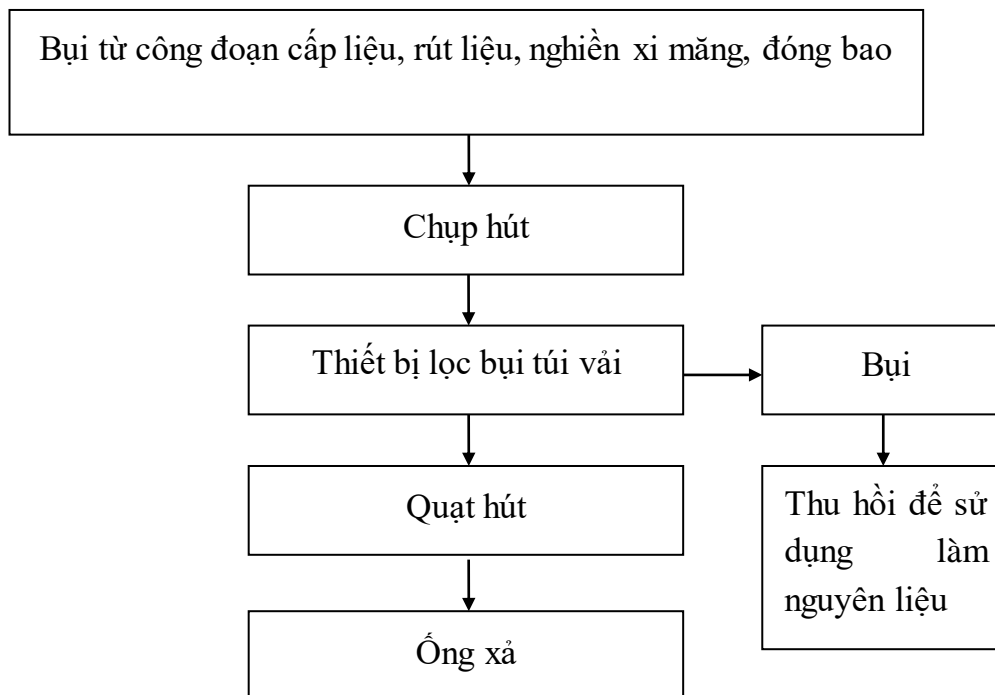 Bụi từ công đoạn cấp liệu, rút liệu, nghiền xi măng, đóng bao
Chụp hút
Thiết bị lọc bụi túi vải
Bụi
Quạt hút
Thu hồi để sử
dụng làm
nguyên liệu
Ống xả